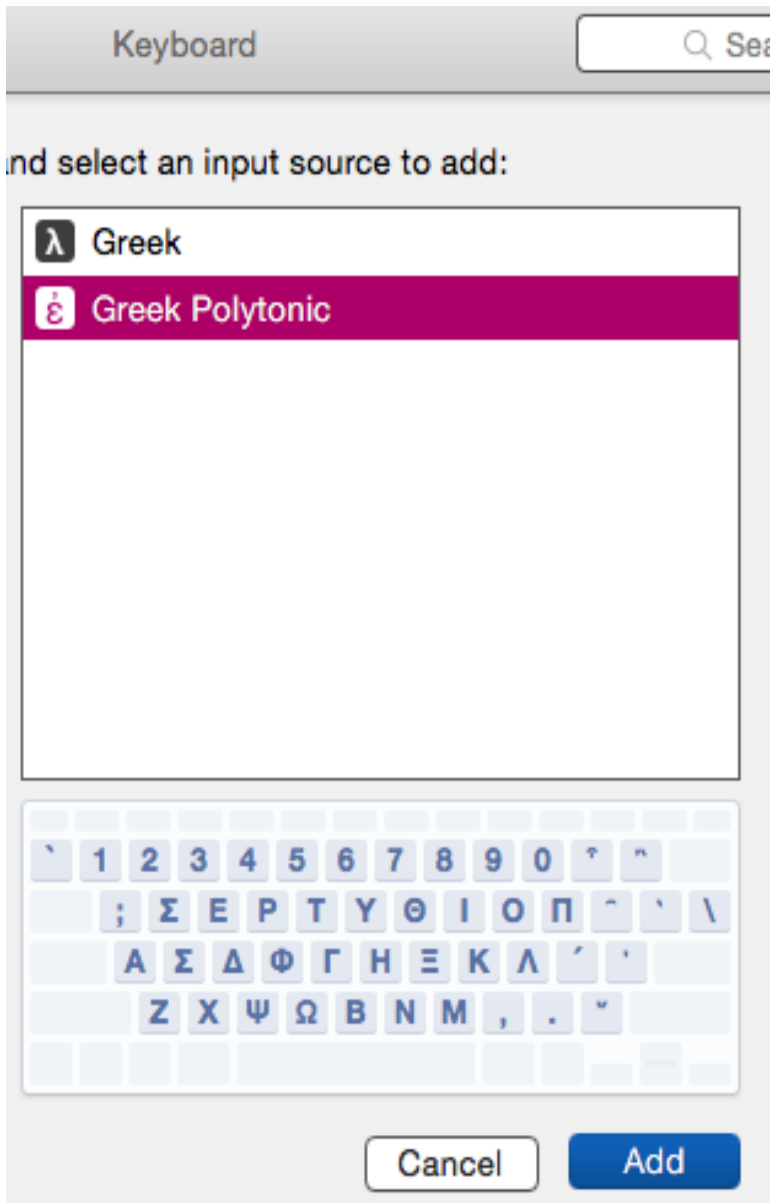 Keyboard
Sea
nd select an input source to add:
λ Greek
έ Greek Polytonic
` 1 2 3 4 5 6 7 8 9 0
; Σ Ε Ρ Τ Υ Θ Ι Ο Π ῀ ` \
Α Σ Δ Φ Γ Η Ξ Κ Λ ´ '
Ζ Χ Ψ Ω Β Ν Μ , .
Cancel Add